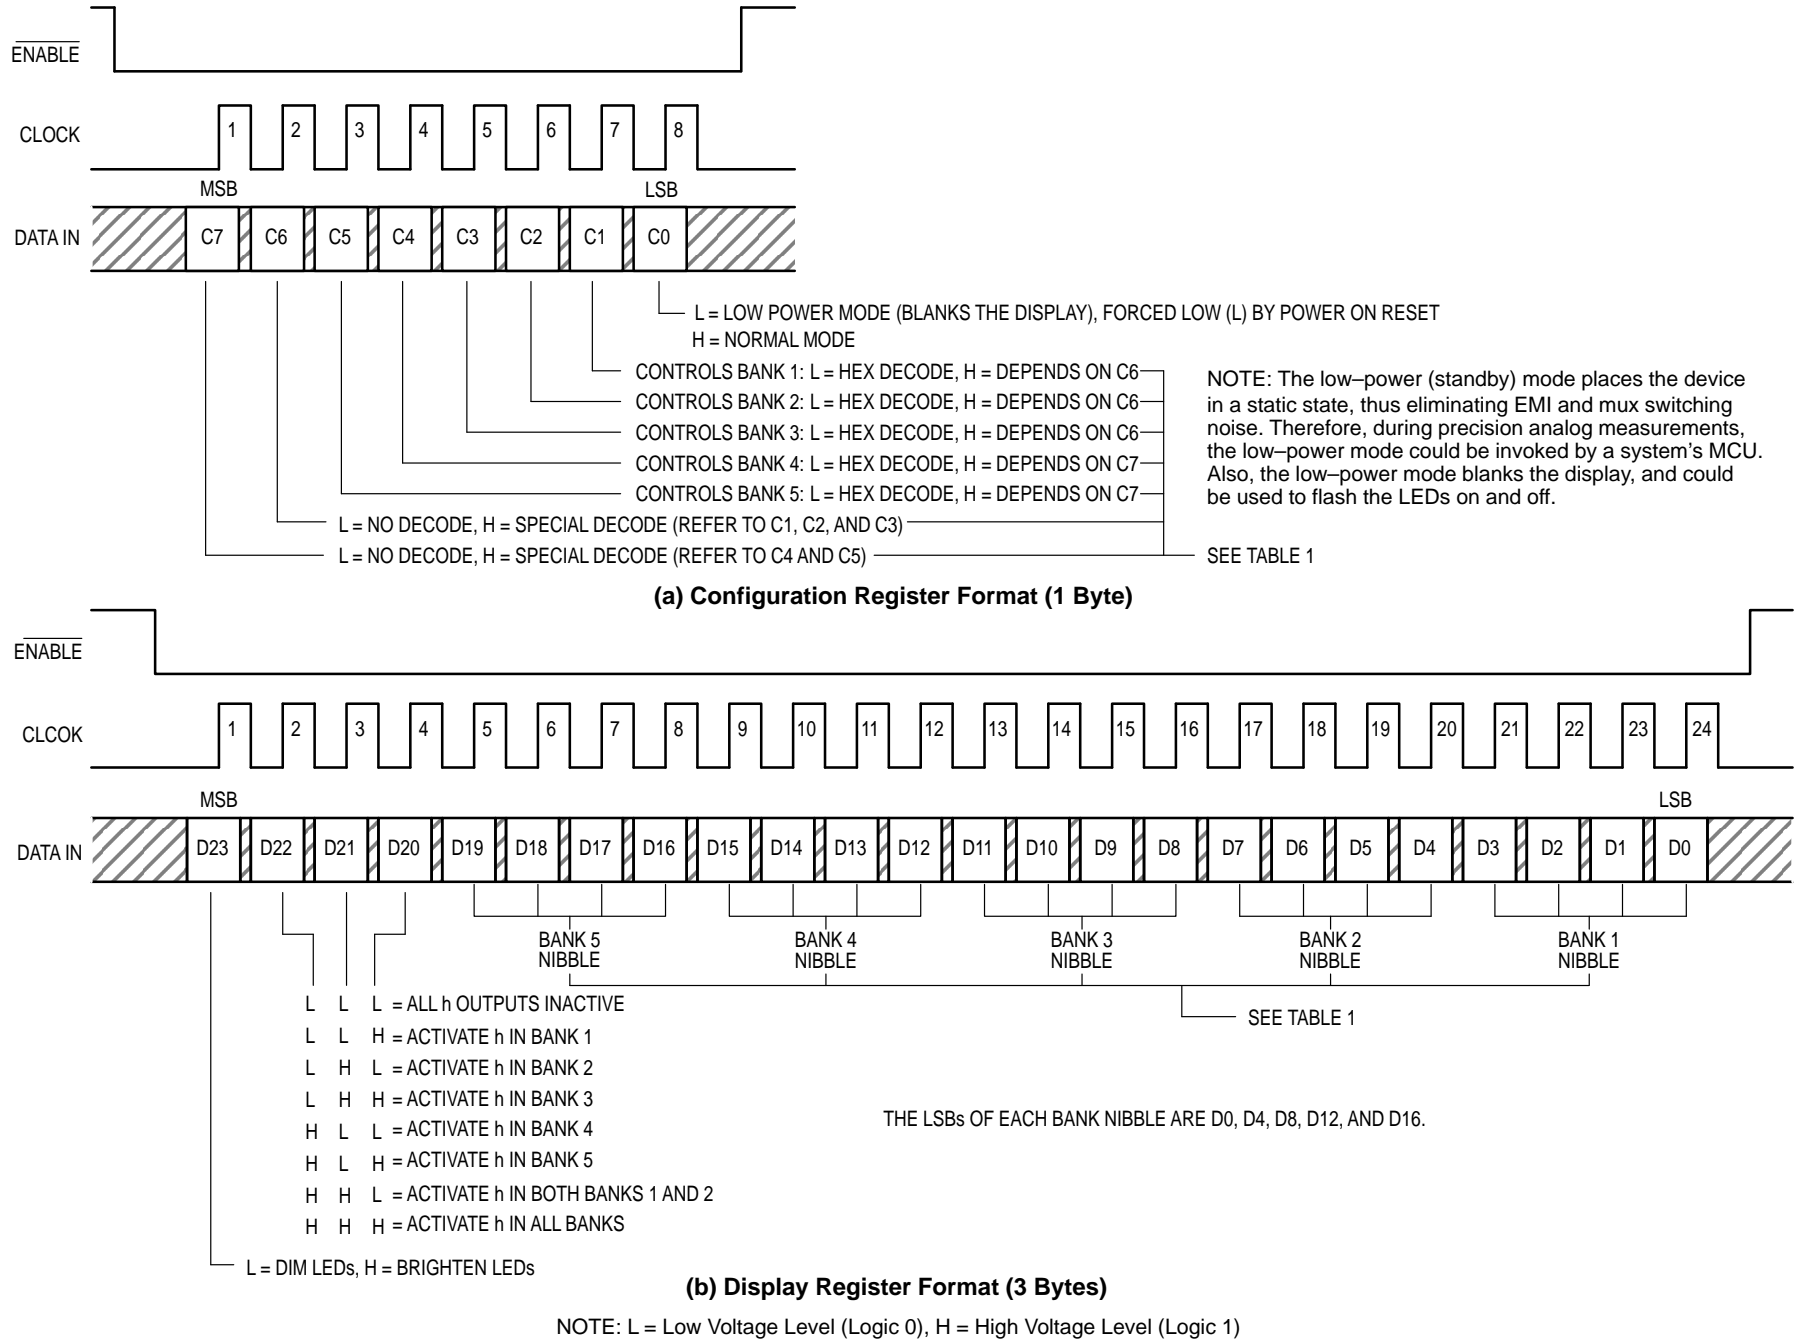 ENABLE
CLOCK
1 2 3 4 5 6 7 8
MSB LSB
DATA IN
C7 C6 C5 C4 C3 C2 C1 C0
L = LOW POWER MODE (BLANKS THE DISPLAY), FORCED LOW (L) BY POWER ON RESET
H = NORMAL MODE
CONTROLS BANK 1: L = HEX DECODE, H = DEPENDS ON C6
CONTROLS BANK 2: L = HEX DECODE, H = DEPENDS ON C6
CONTROLS BANK 3: L = HEX DECODE, H = DEPENDS ON C6
CONTROLS BANK 4: L = HEX DECODE, H = DEPENDS ON C7
CONTROLS BANK 5: L = HEX DECODE, H = DEPENDS ON C7
L = NO DECODE, H = SPECIAL DECODE (REFER TO C1, C2, AND C3)
L = NO DECODE, H = SPECIAL DECODE (REFER TO C4 AND C5)
SEE TABLE 1
NOTE: The low–power (standby) mode places the device
in a static state, thus eliminating EMI and mux switching
noise. Therefore, during precision analog measurements,
the low–power mode could be invoked by a system's MCU.
Also, the low–power mode blanks the display, and could
be used to flash the LEDs on and off.
(a) Configuration Register Format (1 Byte)
ENABLE
CLCOK
1 2 3 4 5 6 7 8 9 10 11 12 13 14 15 16 17 18 19 20 21 22 23 24
MSB LSB
DATA IN
D23 D22 D21 D20 D19 D18 D17 D16 D15 D14 D13 D12 D11 D10 D9 D8 D7 D6 D5 D4 D3 D2 D1 D0
BANK 5 BANK 4 BANK 3 BANK 2 BANK 1
NIBBLE NIBBLE NIBBLE NIBBLE NIBBLE
SEE TABLE 1
L L L = ALL h OUTPUTS INACTIVE
L L H = ACTIVATE h IN BANK 1
L H L = ACTIVATE h IN BANK 2
L H H = ACTIVATE h IN BANK 3
H L L = ACTIVATE h IN BANK 4
H L H = ACTIVATE h IN BANK 5
H H L = ACTIVATE h IN BOTH BANKS 1 AND 2
H H H = ACTIVATE h IN ALL BANKS
THE LSBs OF EACH BANK NIBBLE ARE D0, D4, D8, D12, AND D16.
L = DIM LEDs, H = BRIGHTEN LEDs
(b) Display Register Format (3 Bytes)
NOTE: L = Low Voltage Level (Logic 0), H = High Voltage Level (Logic 1)